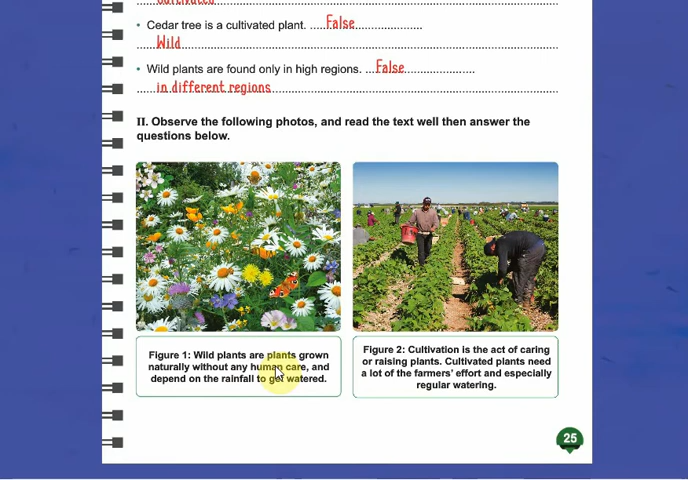 Cultivated
• Cedar tree is a cultivated plant. .....False......................
......Wild......
• Wild plants are found only in high regions. ...False........................
......in different regions......
II. Observe the following photos, and read the text well then answer the
questions below.
Figure 1: Wild plants are plants grown
naturally without any human care, and
depend on the rainfall to get watered.
Figure 2: Cultivation is the act of caring
or raising plants. Cultivated plants need
a lot of the farmers' effort and especially
regular watering.
25